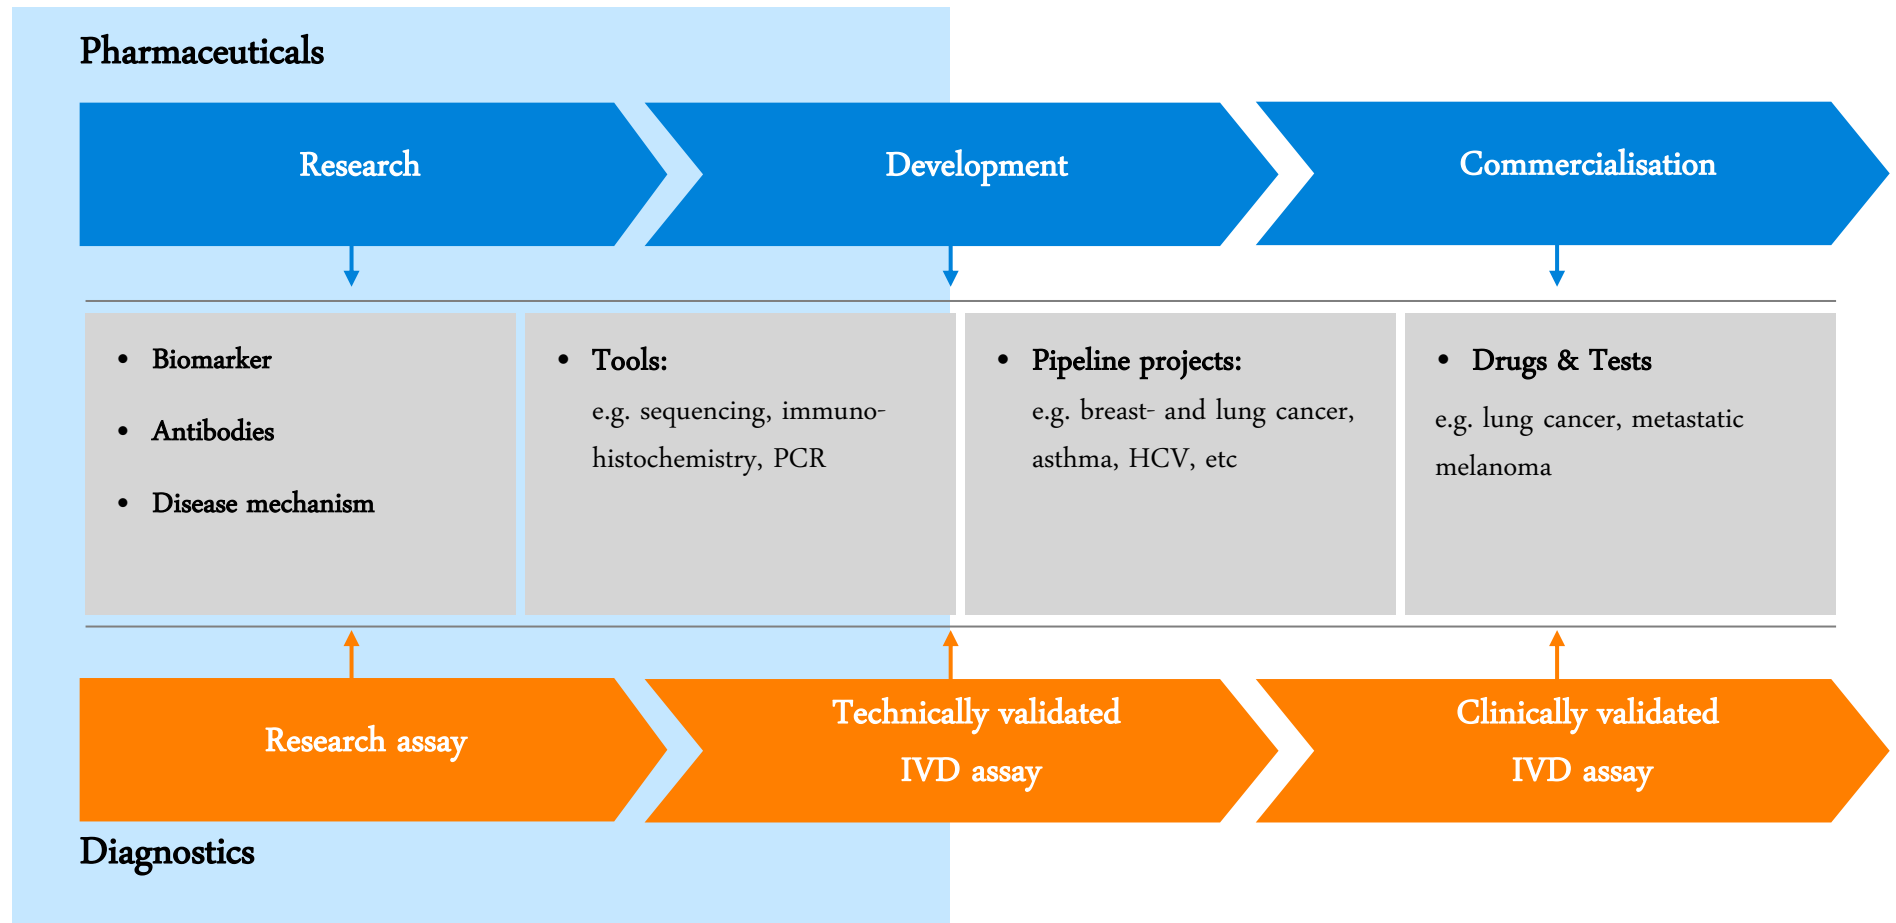 Pharmaceuticals
Research
Development
Commercialisation
• Biomarker
• Antibodies
• Disease mechanism
• Tools:
e.g. sequencing, immuno-
histochemistry, PCR
• Pipeline projects:
e.g. breast- and lung cancer,
asthma, HCV, etc
• Drugs & Tests
e.g. lung cancer, metastatic
melanoma
Research assay
Technically validated
IVD assay
Clinically validated
IVD assay
Diagnostics